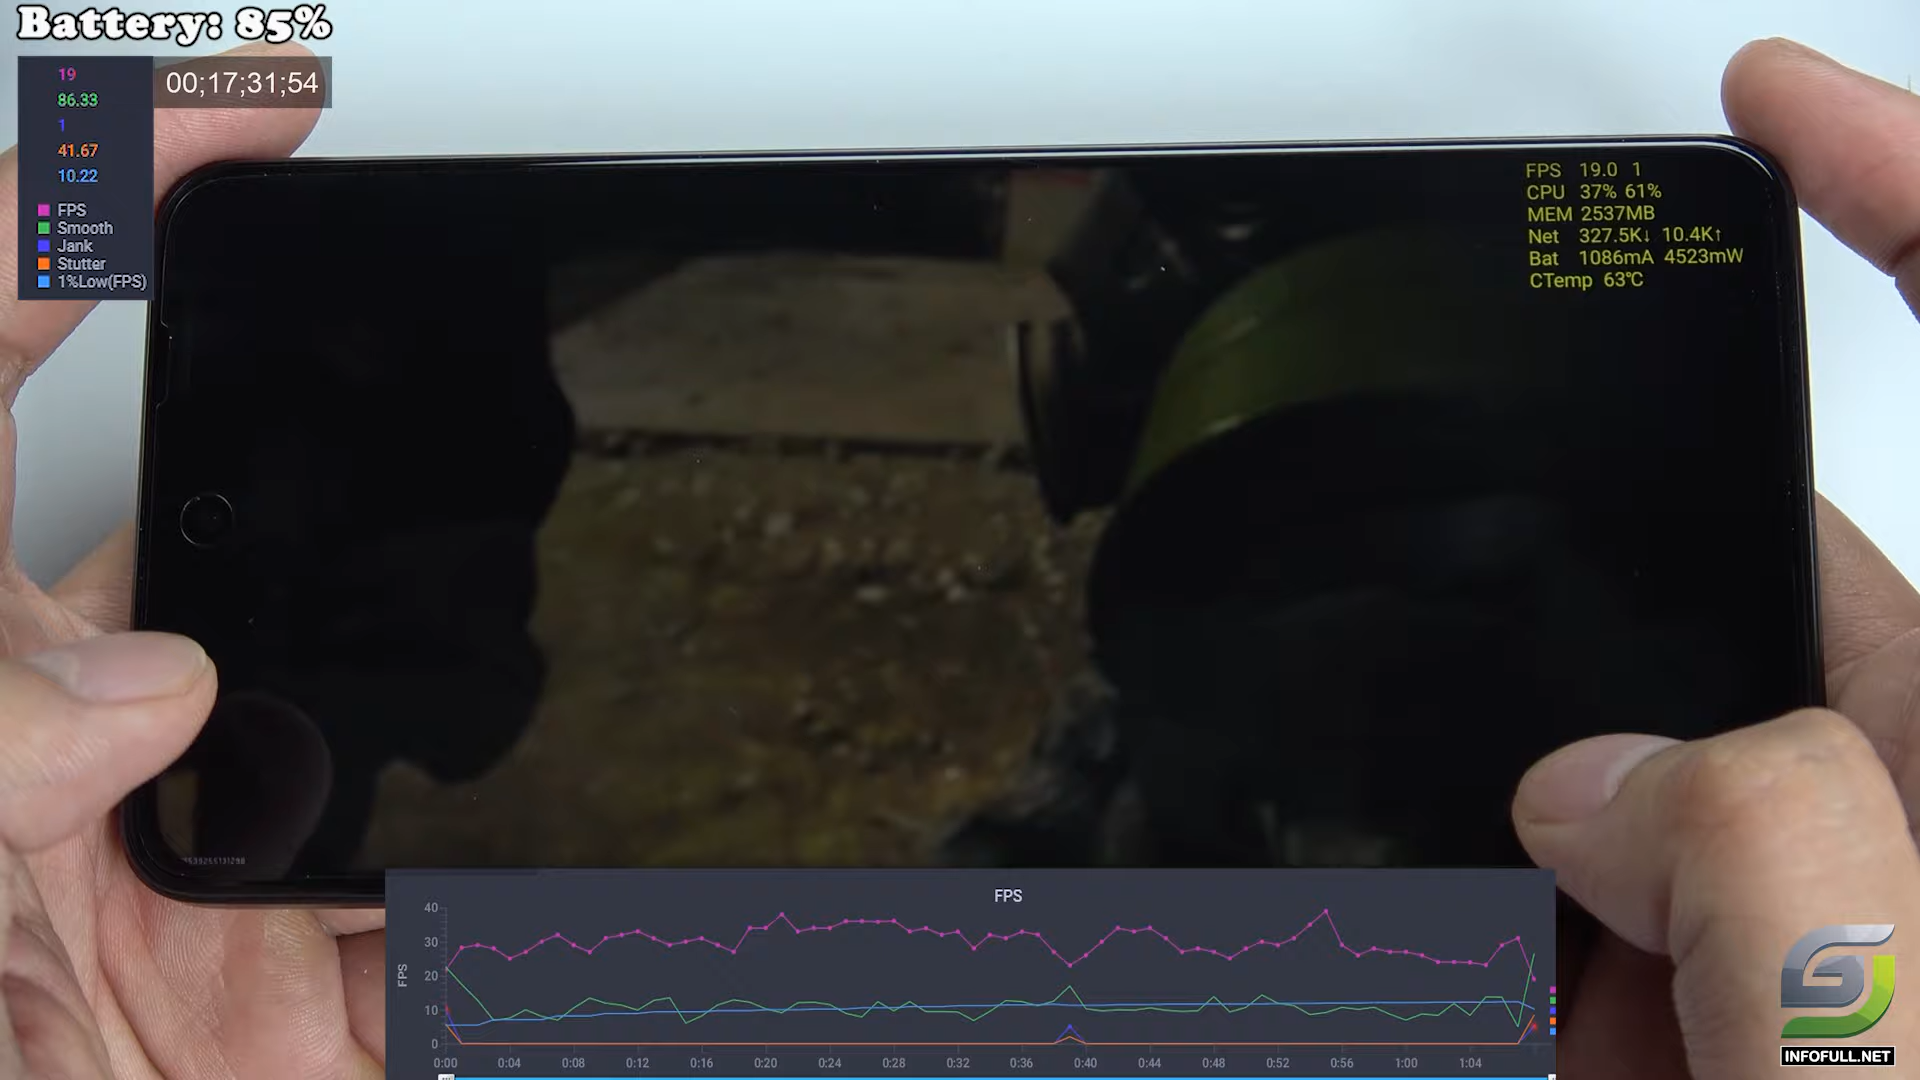 Battery: 85%
19
86.33
1
41.67
10.22
00;17;31;54
FPS
Smooth
Jank
Stutter
1%Low(FPS)
FPS 19.0 1
CPU 37% 61%
MEM 2537MB
Net 327.5K↓ 10.4K↑
Bat 1086mA 4523mW
CTemp 63℃
FPS
FPS
40
30
20
10
0
0:00 0:04 0:08 0:12 0:16 0:20 0:24 0:28 0:32 0:36 0:40 0:44 0:48 0:52 0:56 1:00 1:04
INFOFULL.NET